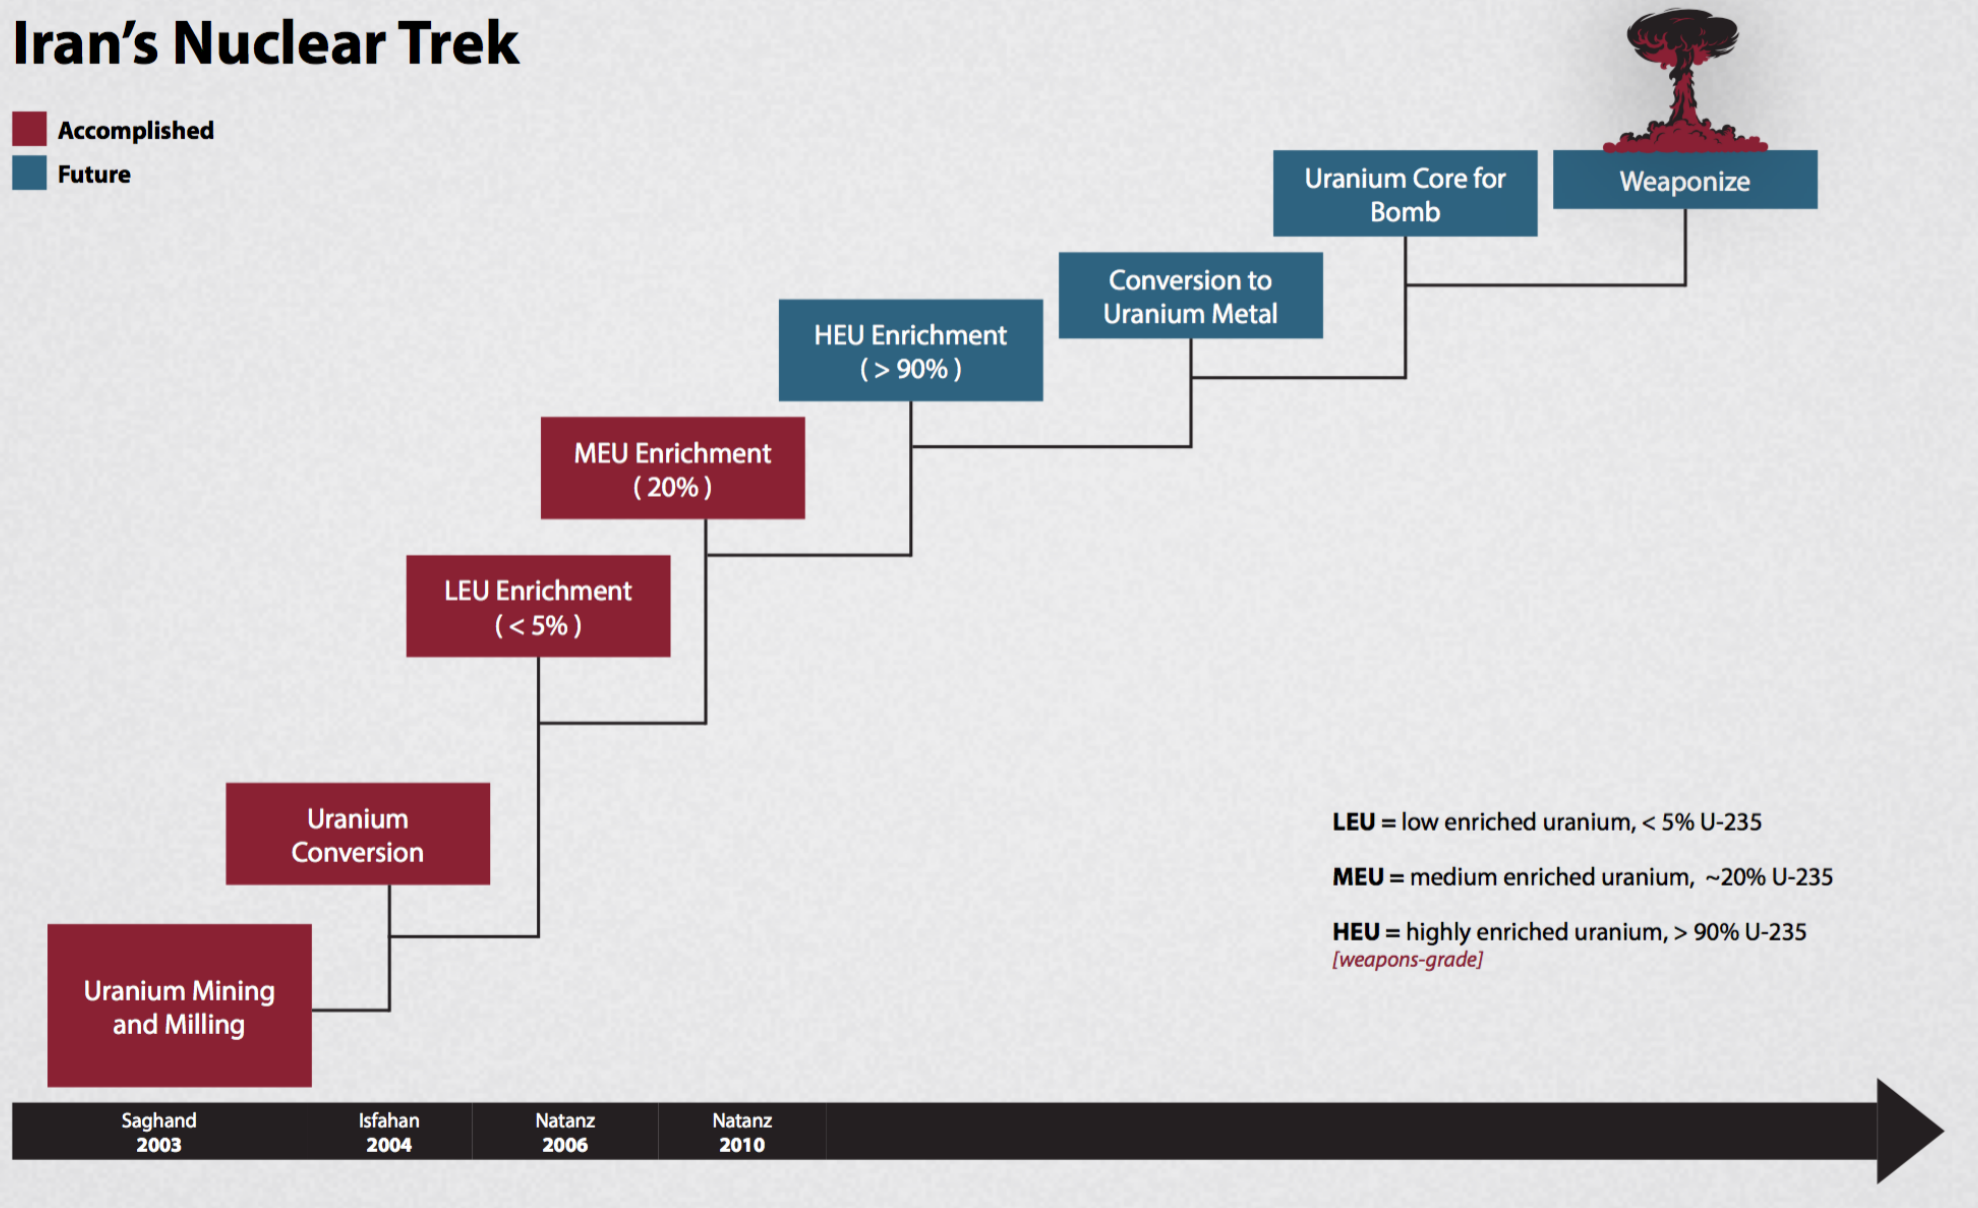 Iran's Nuclear Trek
Accomplished
Future
Weaponize
Uranium Core for
Bomb
Conversion to
Uranium Metal
HEU Enrichment
( > 90% )
MEU Enrichment
( 20% )
LEU Enrichment
( < 5% )
Uranium
Conversion
Uranium Mining
and Milling
LEU = low enriched uranium, < 5% U-235
MEU = medium enriched uranium, ~20% U-235
HEU = highly enriched uranium, > 90% U-235
[weapons-grade]
Saghand
2003
Isfahan
2004
Natanz
2006
Natanz
2010